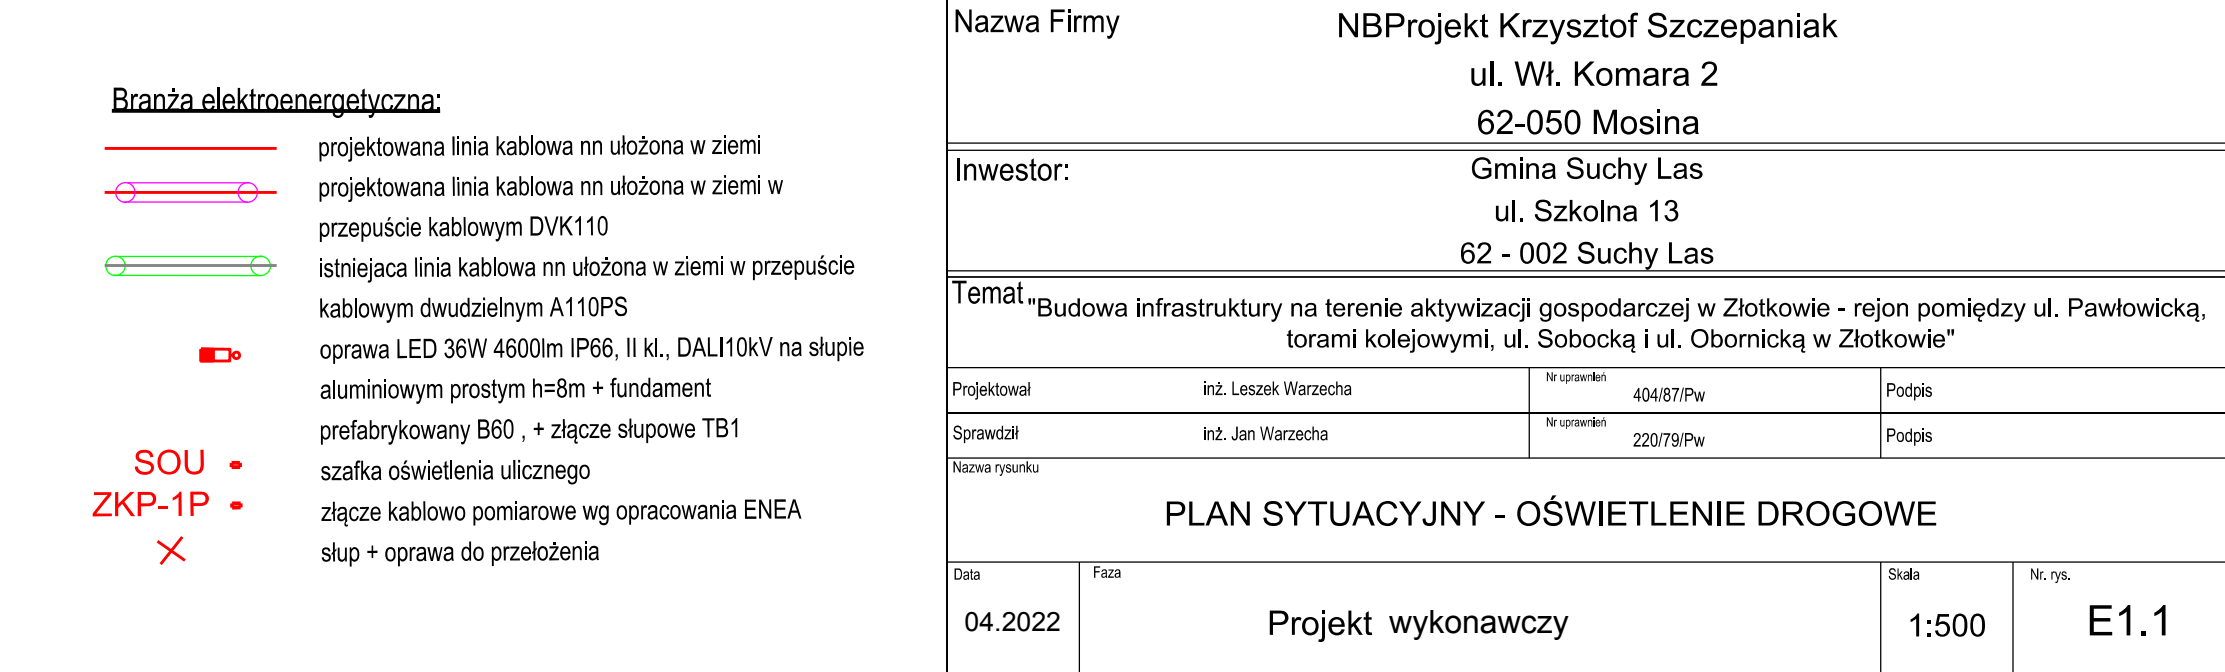 Branża elektroenergetyczna:
projektowana linia kablowa nn ułożona w ziemi
projektowana linia kablowa nn ułożona w ziemi w
przepuście kablowym DVK110
istniejaca linia kablowa nn ułożona w ziemi w przepuście
kablowym dwudzielnym A110PS
oprawa LED 36W 4600lm IP66, II kl., DALI10kV na słupie
aluminiowym prostym h=8m + fundament
prefabrykowany B60 , + złącze słupowe TB1
SOU szafka oświetlenia ulicznego
ZKP-1P złącze kablowo pomiarowe wg opracowania ENEA
słup + oprawa do przełożenia
Nazwa Firmy NBProjekt Krzysztof Szczepaniak
ul. Wł. Komara 2
62-050 Mosina
Inwestor: Gmina Suchy Las
ul. Szkolna 13
62 - 002 Suchy Las
Temat "Budowa infrastruktury na terenie aktywizacji gospodarczej w Złotkowie - rejon pomiędzy ul. Pawłowicką,
torami kolejowymi, ul. Sobocką i ul. Obornicką w Złotkowie"
Projektował inż. Leszek Warzecha Nr uprawnień 404/87/Pw Podpis
Sprawdził inż. Jan Warzecha Nr uprawnień 220/79/Pw Podpis
Nazwa rysunku
PLAN SYTUACYJNY - OŚWIETLENIE DROGOWE
Data Faza Skala Nr. rys.
04.2022 Projekt wykonawczy 1:500 E1.1